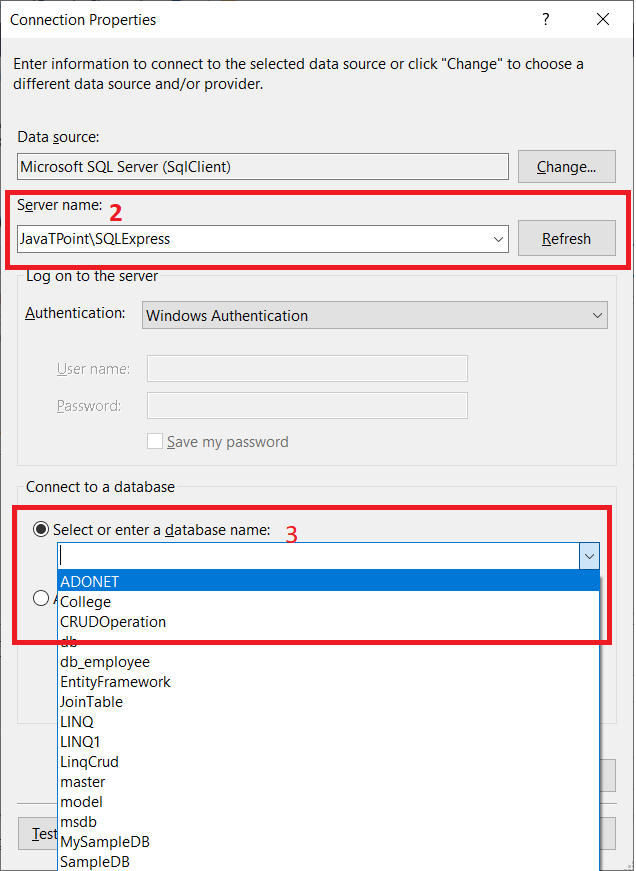 Connection Properties ?
Enter information to connect to the selected data source or click "Change" to choose a
different data source and/or provider.
Data source:
Microsoft SQL Server (SqlClient) Change...
Server name: 2
JavaTPoint\SQLExpress Refresh
Log on to the server
Authentication: Windows Authentication
User name:
Password:
Save my password
Connect to a database
Select or enter a database name: 3
ADONET
College
CRUDOperation
db
db_employee
EntityFramework
JoinTable
LINQ
LINQ1
LinqCrud
master
model
msdb
Test
MySampleDB
SampleDB